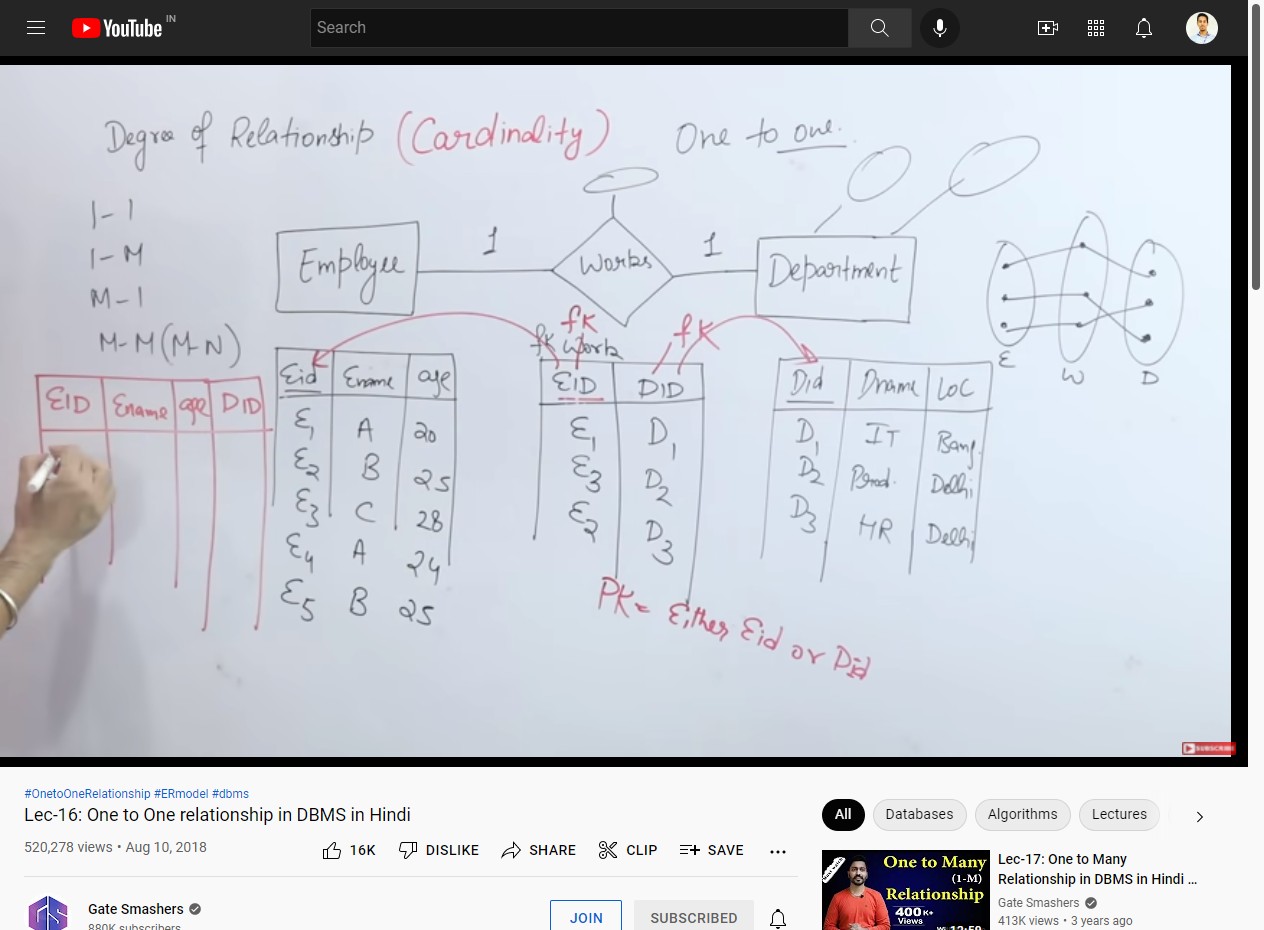 YouTube IN
Search
Degree of Relationship (Cardinality) One to one.
1-1
1-M
M-1
M-M (M-N)
Employee 1 Works 1 Department
fK fK
fK Work
E W D
EID Ename age DID
Eid Ename age
E1 A 20
E2 B 25
E3 C 28
E4 A 24
E5 B 25
EID DID
E1 D1
E3 D2
E2 D3
Did Dname LOC
D1 IT Bang.
D2 Prod. Delhi
D3 HR Delhi
PK = Either Eid or Did
SUBSCRIBE
#OnetoOneRelationship #ERmodel #dbms
Lec-16: One to One relationship in DBMS in Hindi
520,278 views • Aug 10, 2018
16K DISLIKE SHARE CLIP SAVE ...
Gate Smashers
880K subscribers
JOIN SUBSCRIBED
All Databases Algorithms Lectures
One to Many
(1-M)
Relationship
400K+
Views
12:59
Lec-17: One to Many
Relationship in DBMS in Hindi ...
Gate Smashers
413K views • 3 years ago